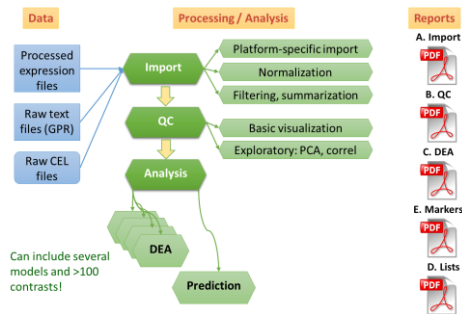 Data
Processing / Analysis
Reports
Processed
expression
files
Raw text
files (GPR)
Raw CEL
files
Import
QC
Analysis
DEA
Prediction
Platform-specific import
Normalization
Filtering, summarization
Basic visualization
Exploratory: PCA, correl
Can include several
models and >100
contrasts!
A. Import
PDF
B. QC
PDF
C. DEA
PDF
E. Markers
PDF
D. Lists
PDF